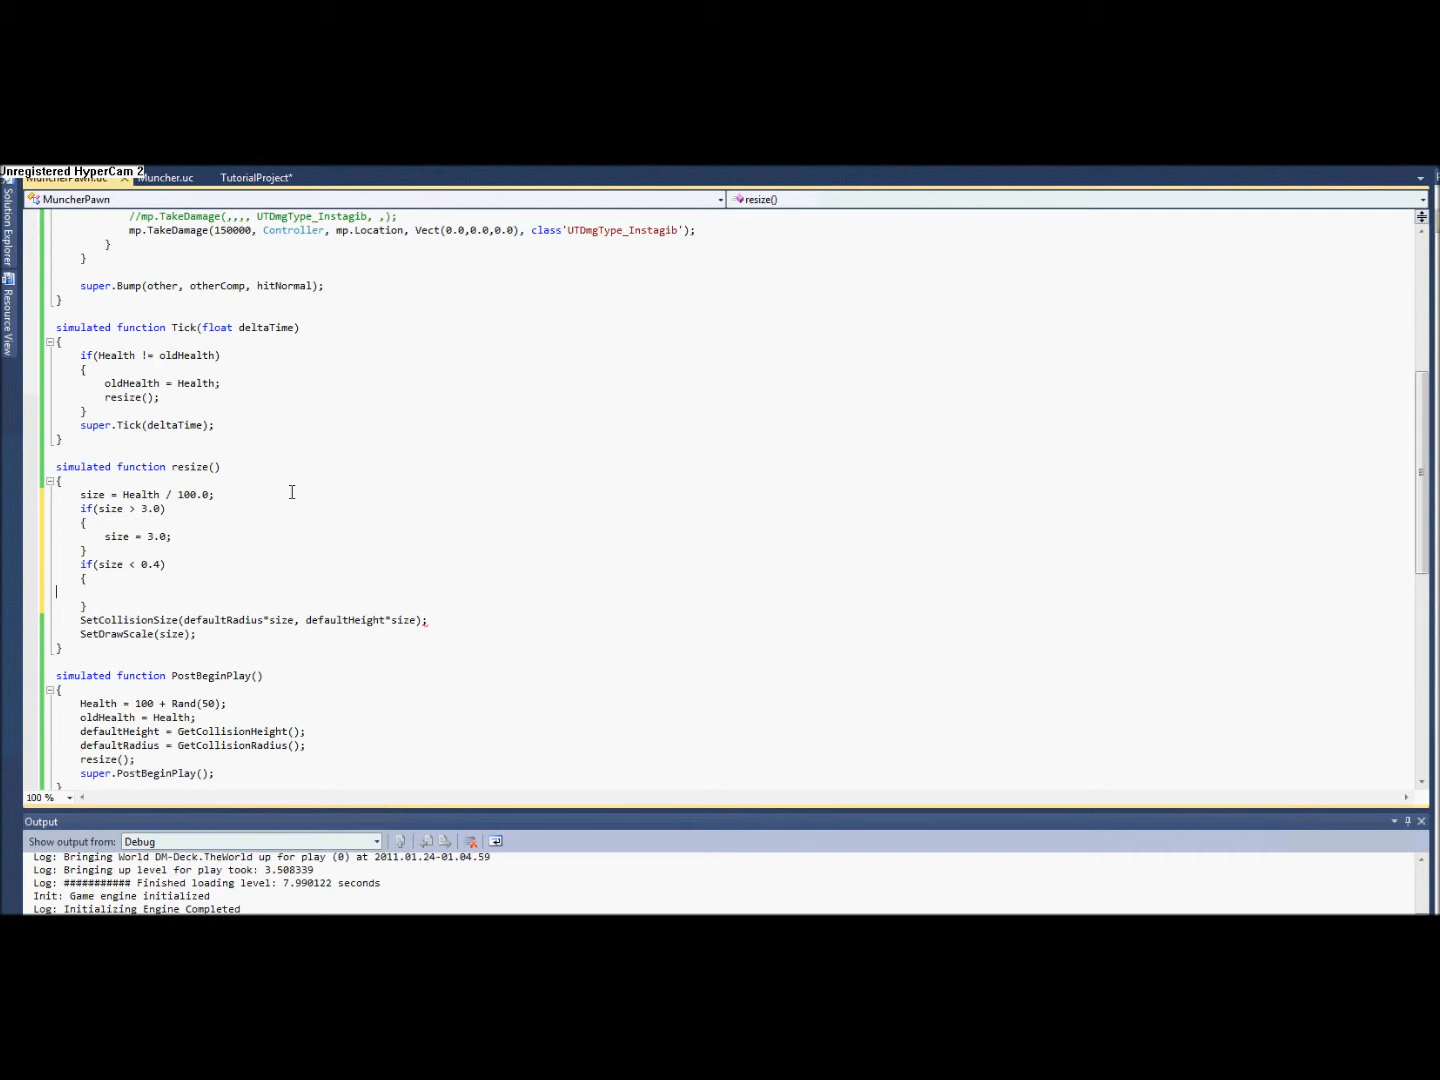 Unregistered HyperCam 2
MuncherPawn.uc Muncher.uc TutorialProject*
MuncherPawn resize()
Solution Explorer
Resource View
//mp.TakeDamage(,,,, UTDmgType_Instagib, ,);
mp.TakeDamage(150000, Controller, mp.Location, Vect(0.0,0.0,0.0), class'UTDmgType_Instagib');
}
}
super.Bump(other, otherComp, hitNormal);
}
simulated function Tick(float deltaTime)
{
if(Health != oldHealth)
{
oldHealth = Health;
resize();
}
super.Tick(deltaTime);
}
simulated function resize()
{
size = Health / 100.0;
if(size > 3.0)
{
size = 3.0;
}
if(size < 0.4)
{
}
SetCollisionSize(defaultRadius*size, defaultHeight*size);
SetDrawScale(size);
}
simulated function PostBeginPlay()
{
Health = 100 + Rand(50);
oldHealth = Health;
defaultHeight = GetCollisionHeight();
defaultRadius = GetCollisionRadius();
resize();
super.PostBeginPlay();
}
100 %
Output
Show output from: Debug
Log: Bringing World DM-Deck.TheWorld up for play (0) at 2011.01.24-01.04.59
Log: Bringing up level for play took: 3.508339
Log: ########### Finished loading level: 7.990122 seconds
Init: Game engine initialized
Log: Initializing Engine Completed